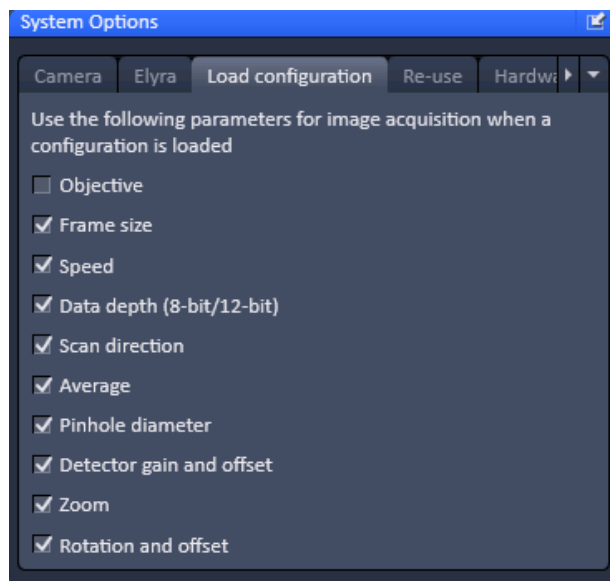 System Options
Camera Elyra Load configuration Re-use Hardwa
Use the following parameters for image acquisition when a
configuration is loaded
Objective
Frame size
Speed
Data depth (8-bit/12-bit)
Scan direction
Average
Pinhole diameter
Detector gain and offset
Zoom
Rotation and offset